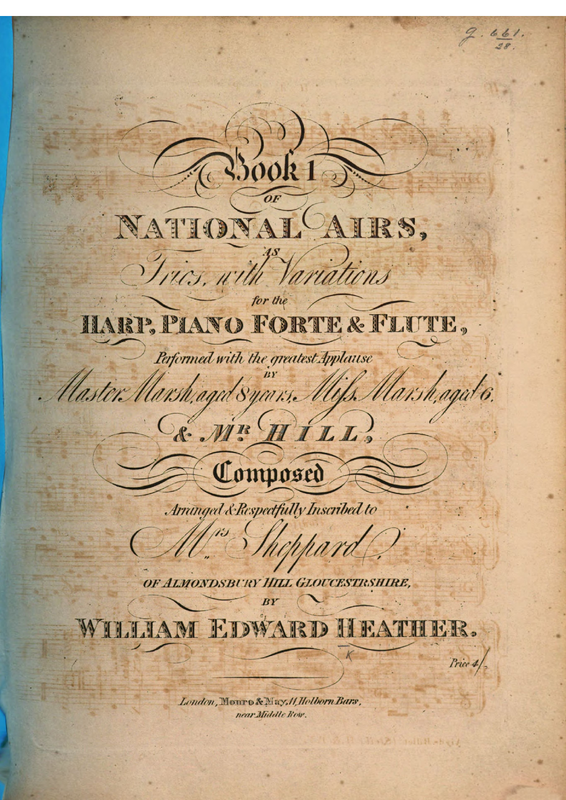 g. 661.
28.
Book 1
OF
NATIONAL AIRS,
AS
Trios, with Variations
for the
HARP, PIANO FORTE & FLUTE,
Performed with the greatest Applause
BY
Master Marsh, aged 8 years, Miss Marsh, aged 6.
& MR HILL,
Composed
Arranged & Respectfully Inscribed to
Mrs Sheppard,
OF ALMONDSBURY HILL GLOUCESTRSHIRE,
BY
WILLIAM EDWARD HEATHER.
Price 4/
London, Monro & May, 11, Holborn Bars,
near Middle Row.